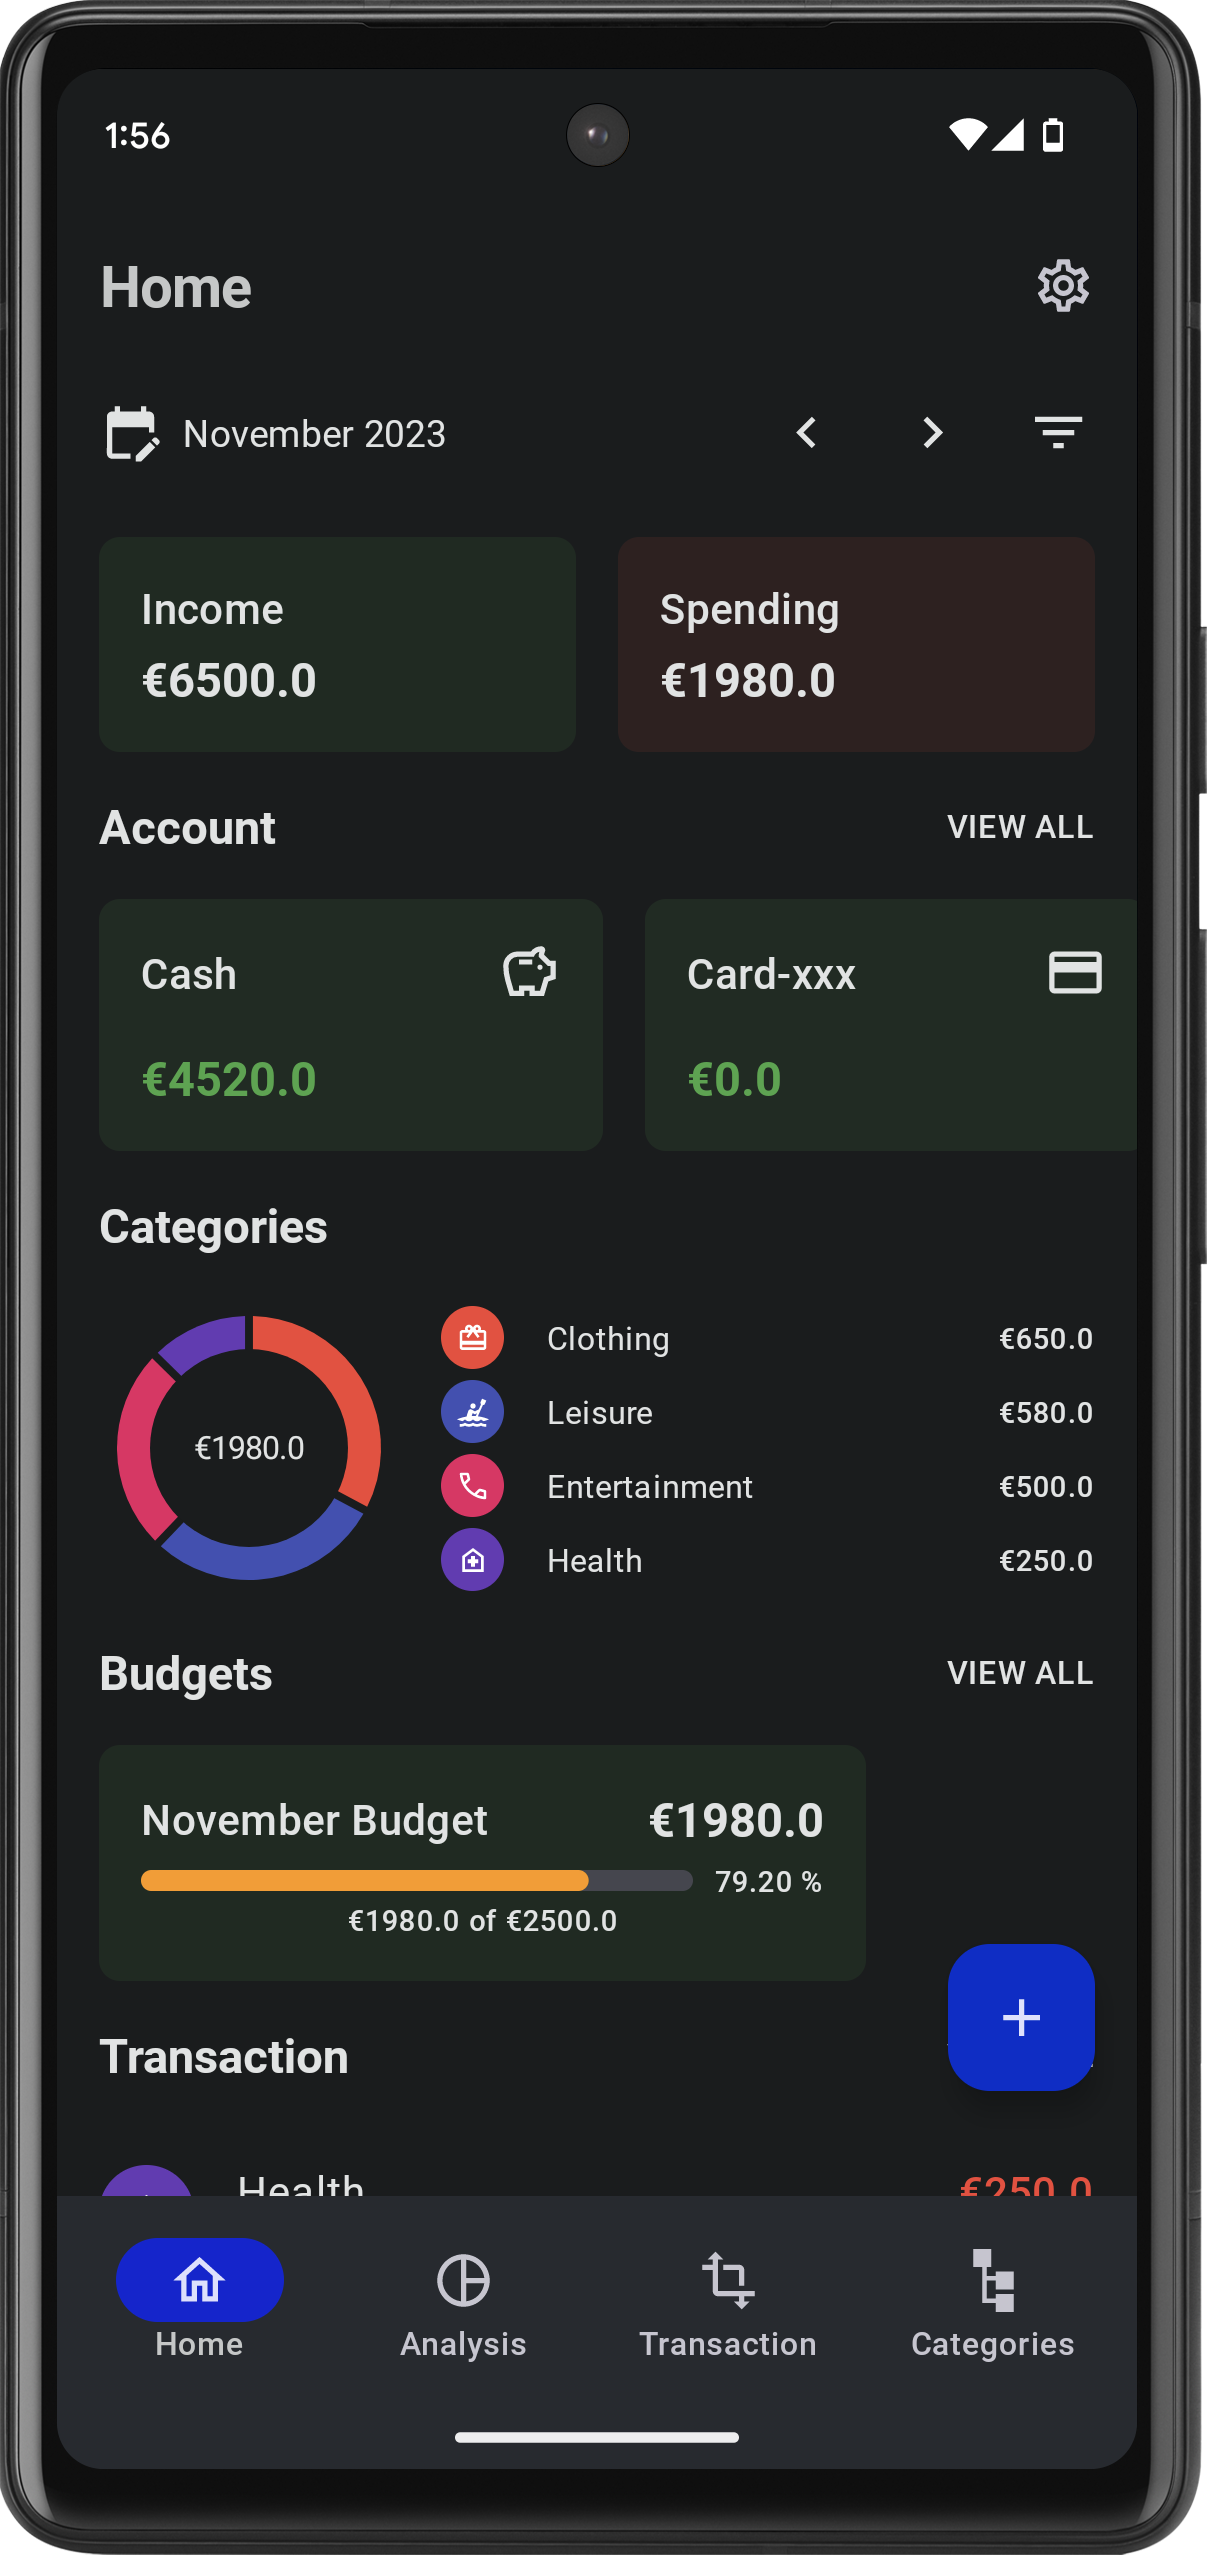 1:56
Home
November 2023
Income
€6500.0
Spending
€1980.0
Account
VIEW ALL
Cash
€4520.0
Card-xxx
€0.0
Categories
€1980.0
Clothing €650.0
Leisure €580.0
Entertainment €500.0
Health €250.0
Budgets
VIEW ALL
November Budget €1980.0
79.20 %
€1980.0 of €2500.0
Transaction
Health €250.0
Home
Analysis
Transaction
Categories